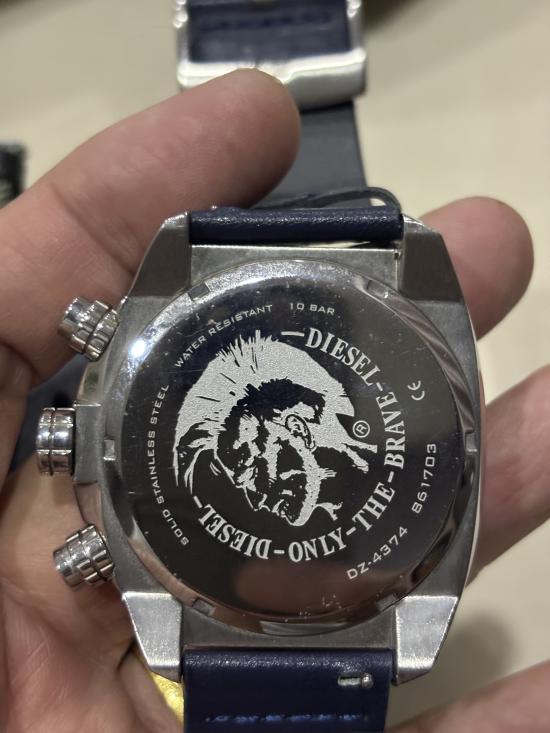 SOLID STAINLESS STEEL WATER RESISTANT 10 BAR
DIESEL-ONLY-THE-BRAVE-DIESEL-
®
CE
DZ-4374 861703